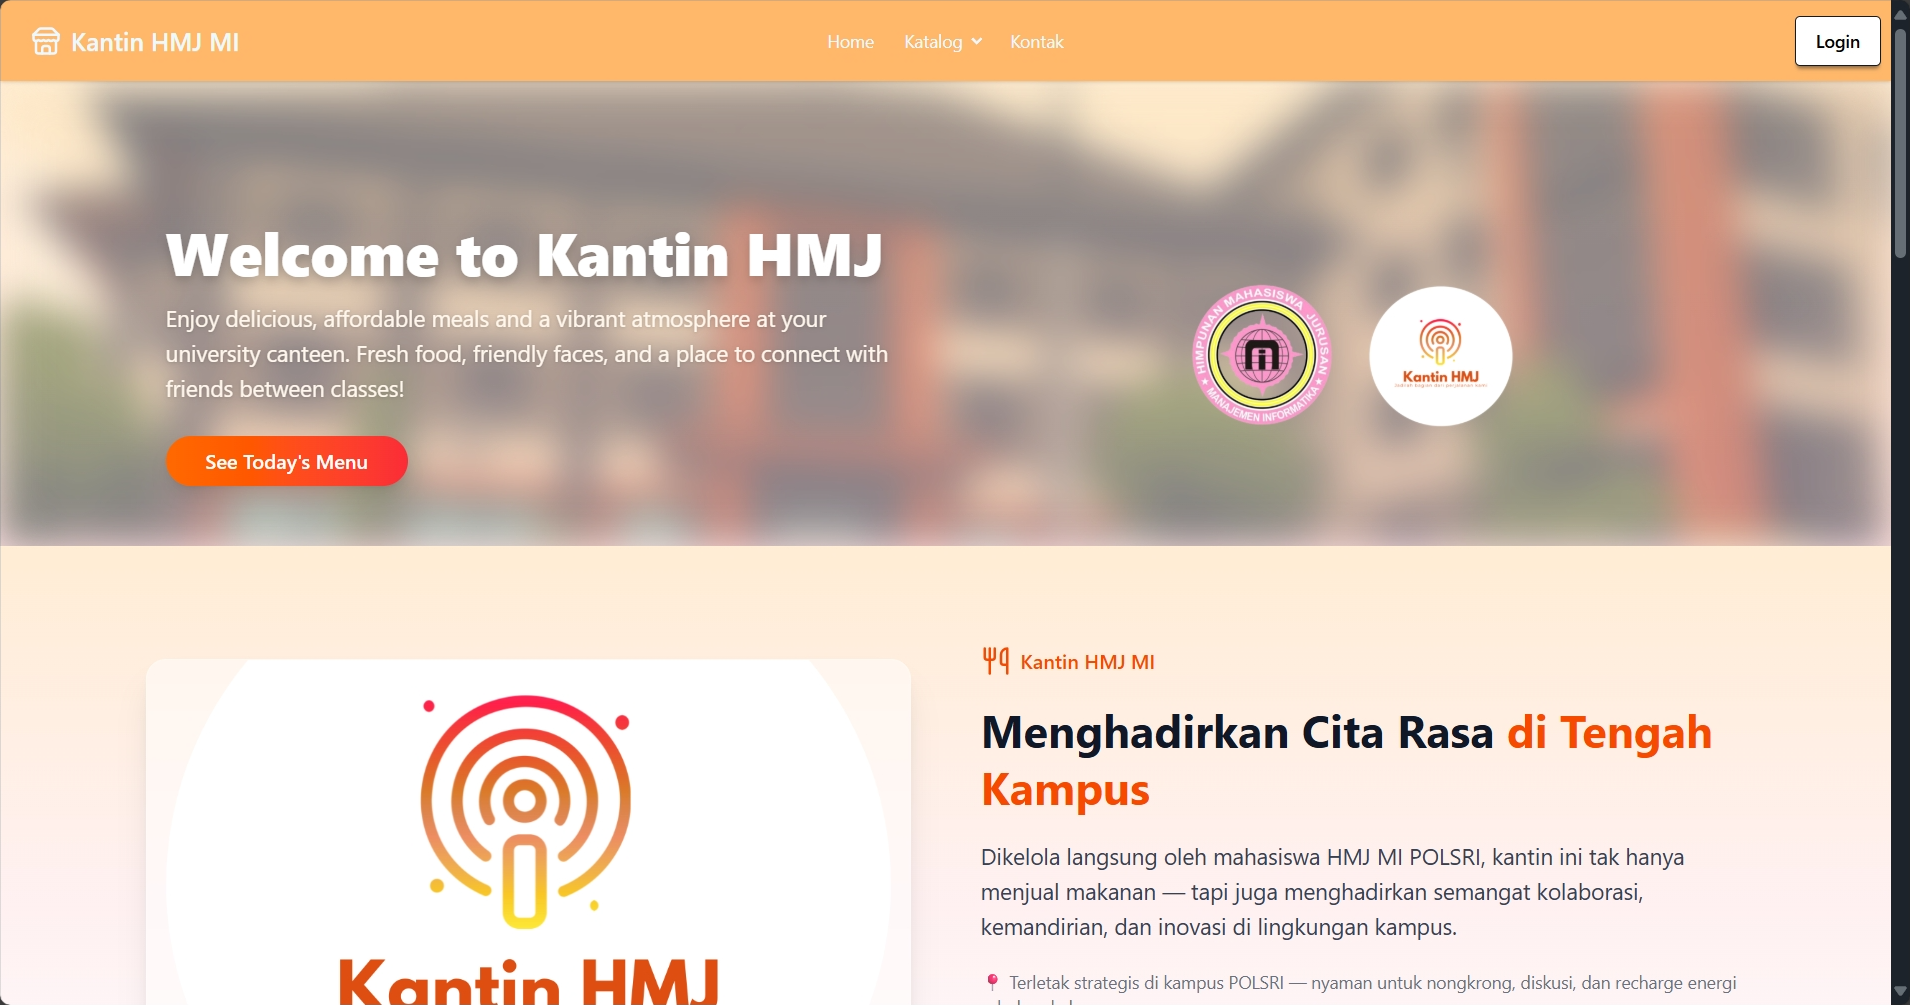 Kantin HMJ MI
Home
Katalog
Kontak
Login
Welcome to Kantin HMJ
Enjoy delicious, affordable meals and a vibrant atmosphere at your
university canteen. Fresh food, friendly faces, and a place to connect with
friends between classes!
See Today's Menu
HIMPUNAN MAHASISWA JURUSAN
MANAJEMEN INFORMATIKA
Kantin HMJ
Kantin HMJ MI
Menghadirkan Cita Rasa di Tengah
Kampus
Dikelola langsung oleh mahasiswa HMJ MI POLSRI, kantin ini tak hanya
menjual makanan — tapi juga menghadirkan semangat kolaborasi,
kemandirian, dan inovasi di lingkungan kampus.
Terletak strategis di kampus POLSRI — nyaman untuk nongkrong, diskusi, dan recharge energi
Kantin HMJ